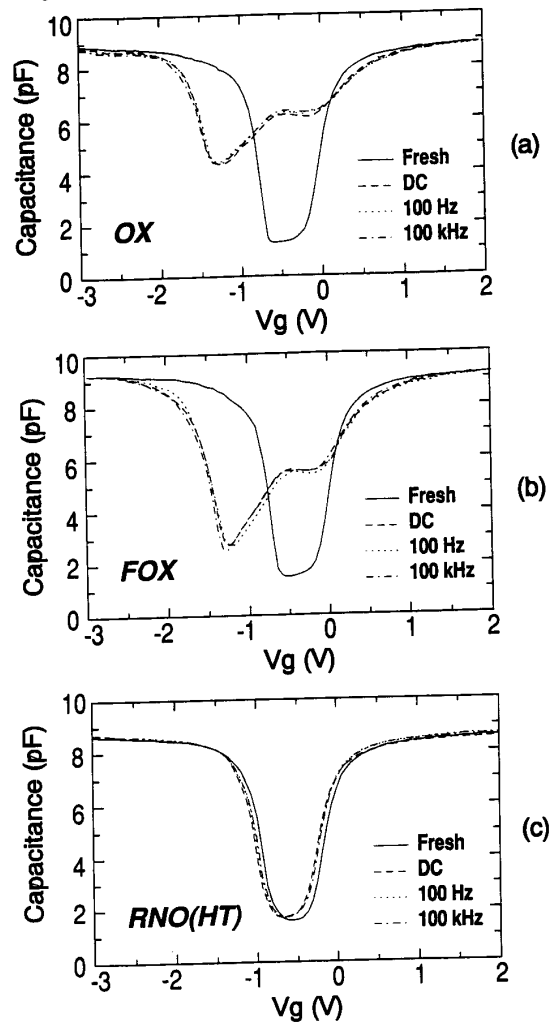 10
8
6
4
2
0
Capacitance (pF)
OX
Fresh
DC
100 Hz
100 kHz
(a)
-3 -2 -1 0 1 2
Vg (V)
10
8
6
4
2
0
Capacitance (pF)
FOX
Fresh
DC
100 Hz
100 kHz
(b)
-3 -2 -1 0 1 2
Vg (V)
10
8
6
4
2
0
Capacitance (pF)
RNO(HT)
Fresh
DC
100 Hz
100 kHz
(c)
-3 -2 -1 0 1 2
Vg (V)